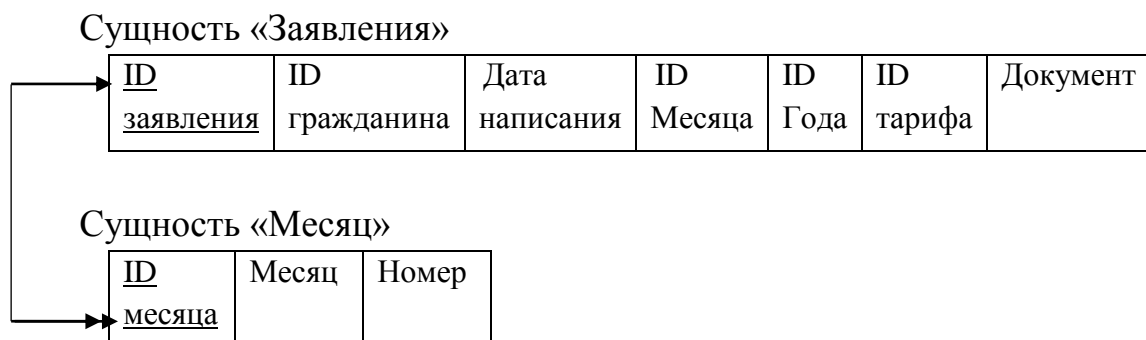 Сущность «Заявления»
ID ID Дата ID ID ID Документ
заявления гражданина написания Месяца Года тарифа
Сущность «Месяц»
ID Месяц Номер
месяца